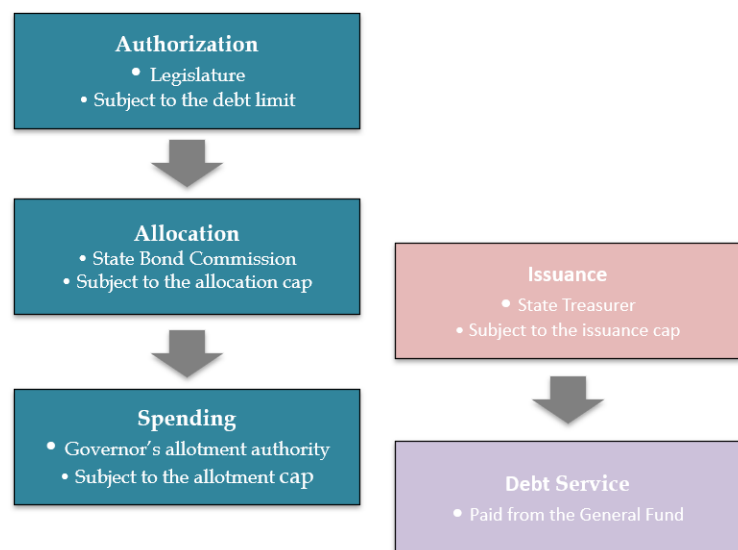 Authorization
• Legislature
• Subject to the debt limit
Allocation
• State Bond Commission
• Subject to the allocation cap
Spending
• Governor's allotment authority
• Subject to the allotment cap
Issuance
• State Treasurer
• Subject to the issuance cap
Debt Service
• Paid from the General Fund